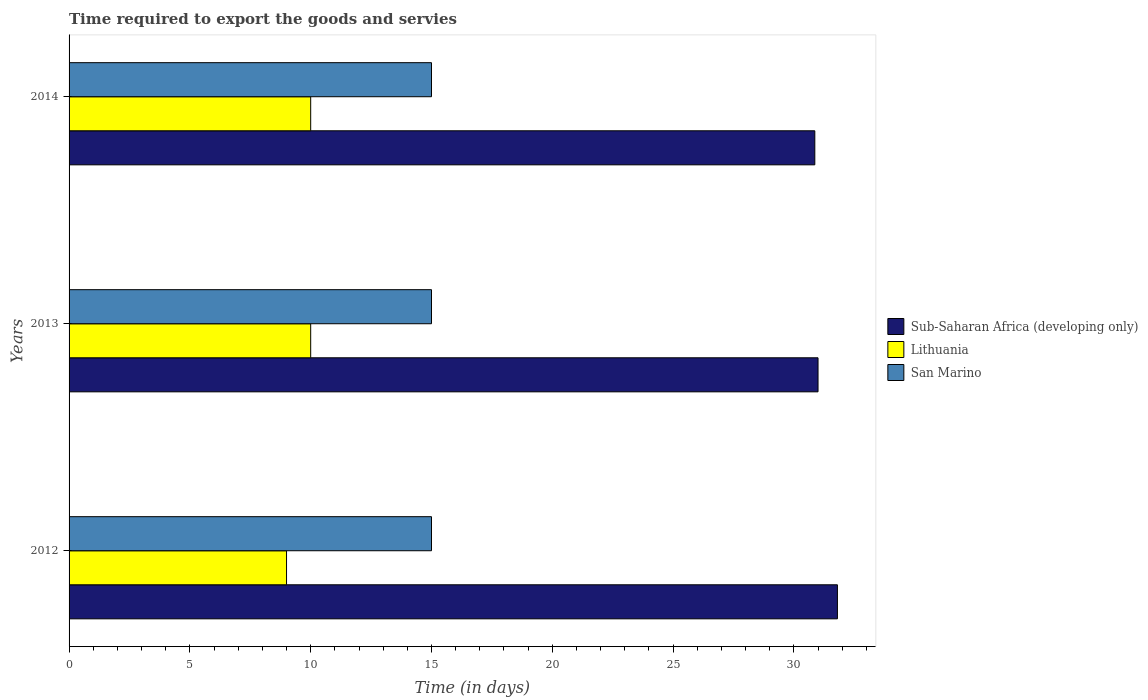 Time required to export the goods and servies
2014
2013
2012
Years
0
5
10
15
20
25
30
Time (in days)
Sub-Saharan Africa (developing only)
Lithuania
San Marino